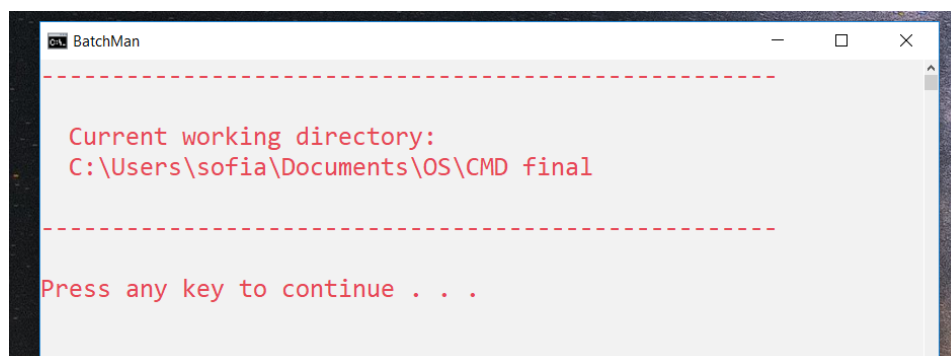 BatchMan
----------------------------------------------------
Current working directory:
C:\Users\sofia\Documents\OS\CMD final
----------------------------------------------------
Press any key to continue . . .